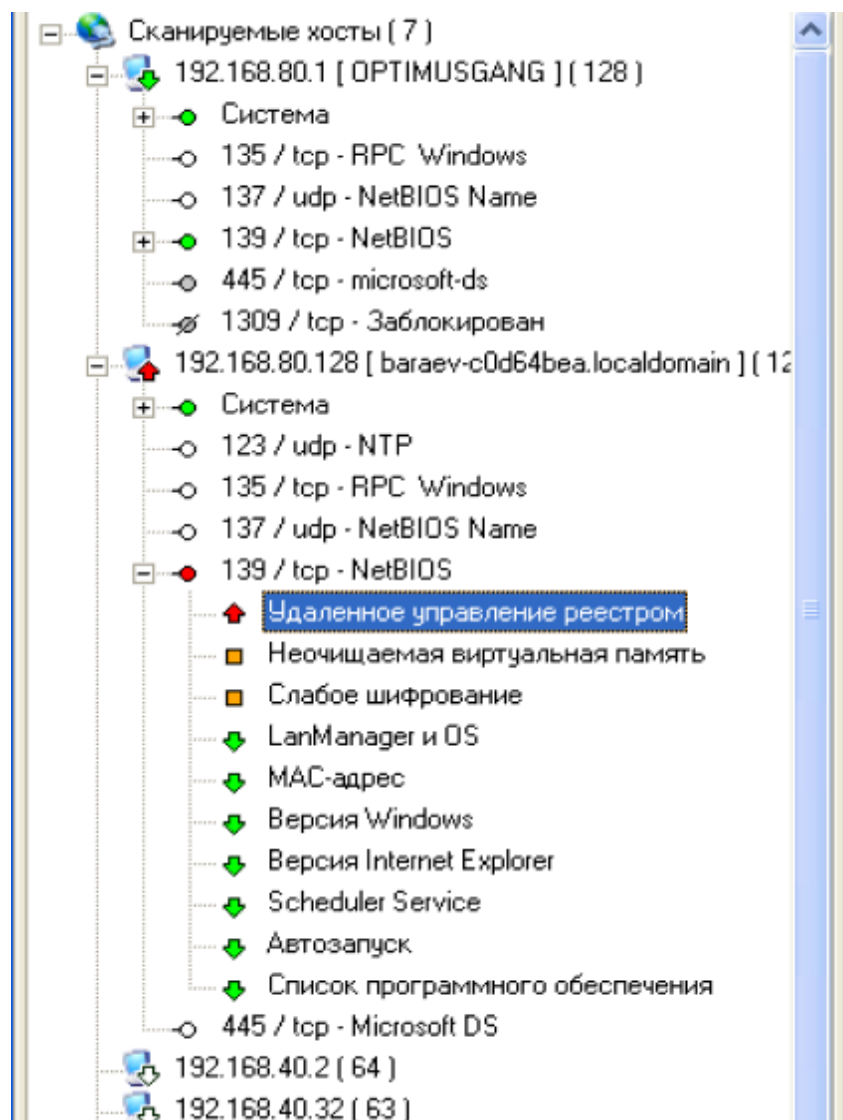 Сканируемые хосты ( 7 )
192.168.80.1 [ OPTIMUSGANG ] ( 128 )
Система
135 / tcp - RPC Windows
137 / udp - NetBIOS Name
139 / tcp - NetBIOS
445 / tcp - microsoft-ds
1309 / tcp - Заблокирован
192.168.80.128 [ baraev-c0d64bea.localdomain ] ( 12
Система
123 / udp - NTP
135 / tcp - RPC Windows
137 / udp - NetBIOS Name
139 / tcp - NetBIOS
Удаленное управление реестром
Неочищаемая виртуальная память
Слабое шифрование
LanManager и OS
MAC-адрес
Версия Windows
Версия Internet Explorer
Scheduler Service
Автозапуск
Список программного обеспечения
445 / tcp - Microsoft DS
192.168.40.2 ( 64 )
192.168.40.32 ( 63 )